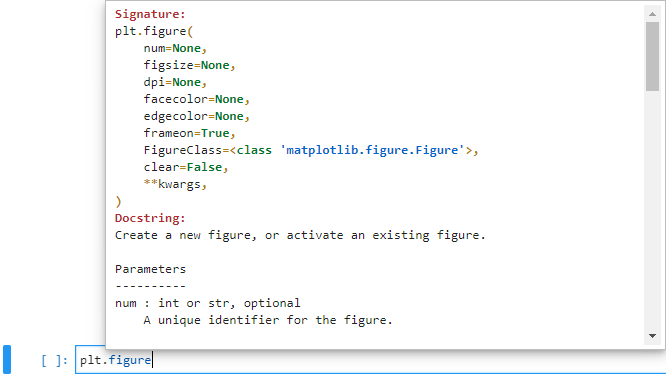 Signature:
plt.figure(
    num=None,
    figsize=None,
    dpi=None,
    facecolor=None,
    edgecolor=None,
    frameon=True,
    FigureClass=<class 'matplotlib.figure.Figure'>,
    clear=False,
    **kwargs,
)
Docstring:
Create a new figure, or activate an existing figure.

Parameters
----------
num : int or str, optional
    A unique identifier for the figure.
[ ]: plt.figure